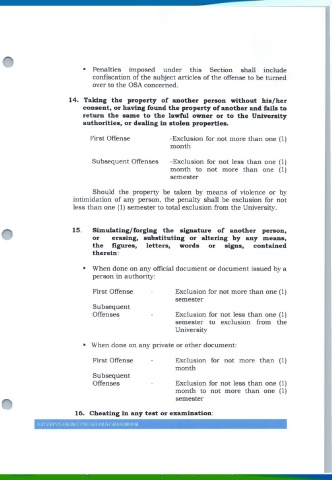 • Penalties imposed under this Section shall include
confiscation of the subject articles of the offense to be turned
over to the OSA concerned.
14. Taking the property of another person without his/her
consent, or having found the property of another and fails to
return the same to the lawful owner or to the University
authorities, or dealing in stolen properties.
First Offense -Exclusion for not more than one (1)
month
Subsequent Offenses -Exclusion for not less than one (1)
month to not more than one (1)
semester
Should the property be taken by means of violence or by
intimidation of any person, the penalty shall be exclusion for not
less than one (1) semester to total exclusion from the University.
15. Simulating/forging the signature of another person,
or erasing, substituting or altering by any means,
the figures, letters, words or signs, contained
therein:
• When done on any official document or document issued by a
person in authority:
First Offense - Exclusion for not more than one (1)
semester
Subsequent
Offenses - Exclusion for not less than one (1)
semester to exclusion from the
University
• When done on any private or other document:
First Offense - Exclusion for not more than (1)
month
Subsequent
Offenses - Exclusion for not less than one (1)
month to not more than one (1)
semester
16. Cheating in any test or examination: